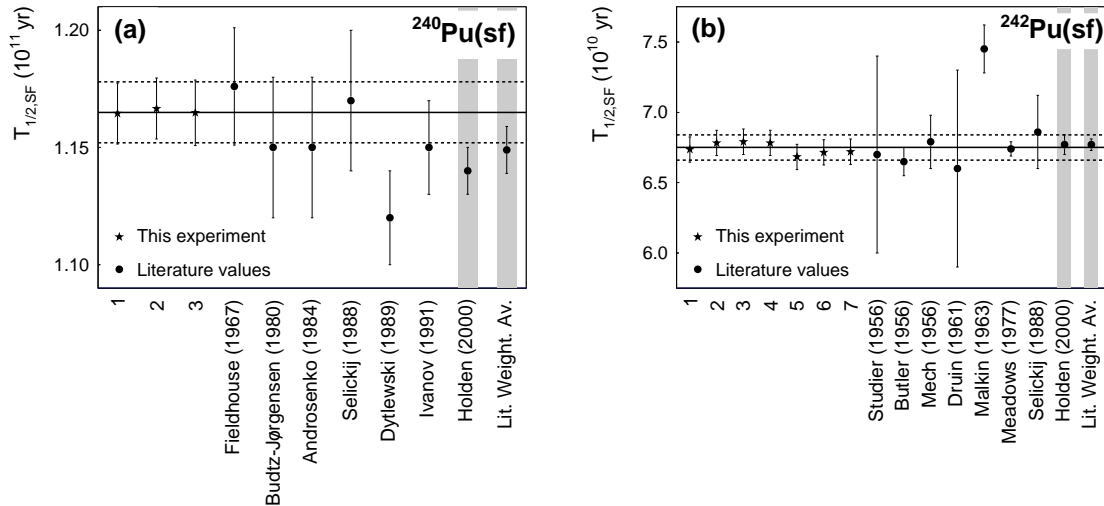 (a)
²⁴⁰Pu(sf)
T1/2,SF (10¹¹ yr)
1.20
1.15
1.10
This experiment
Literature values
1
2
3
Fieldhouse (1967)
Budtz-Jørgensen (1980)
Androsenko (1984)
Selickij (1988)
Dytlewski (1989)
Ivanov (1991)
Holden (2000)
Lit. Weight. Av.
(b)
²⁴²Pu(sf)
T1/2,SF (10¹⁰ yr)
7.5
7.0
6.5
6.0
This experiment
Literature values
1
2
3
4
5
6
7
Studier (1956)
Butler (1956)
Mech (1956)
Druin (1961)
Malkin (1963)
Meadows (1977)
Selickij (1988)
Holden (2000)
Lit. Weight. Av.